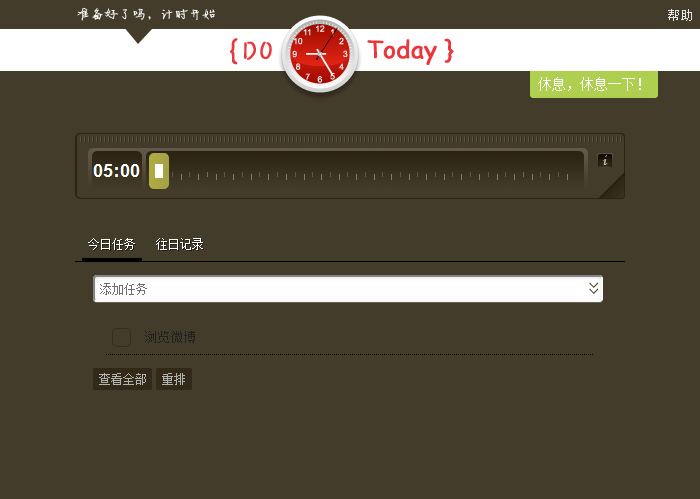 准备好了吗，计时开始
帮助
{DO Today }
12 1 2 3 4 5 6 7 8 9 10 11
休息，休息一下！
05:00
i
今日任务 往日记录
添加任务
浏览微博
查看全部 重排